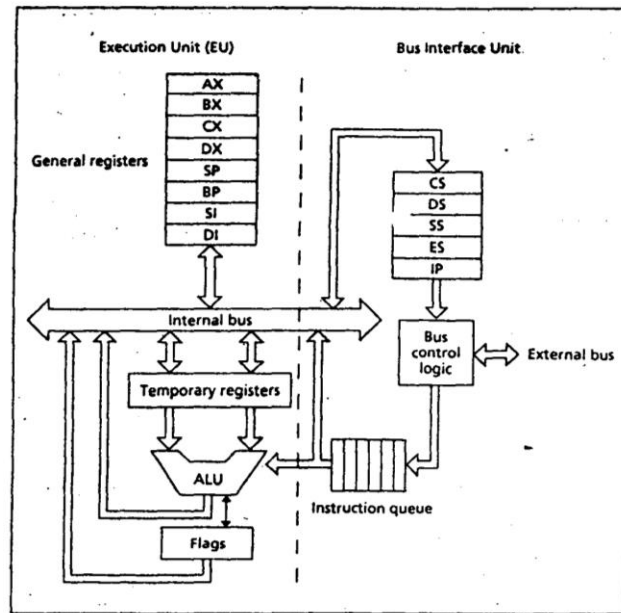 Execution Unit (EU)
Bus Interface Unit
General registers
AX
BX
CX
DX
SP
BP
SI
DI
CS
DS
SS
ES
IP
Internal bus
Bus
control
logic
External bus
Temporary registers
ALU
Instruction queue
Flags